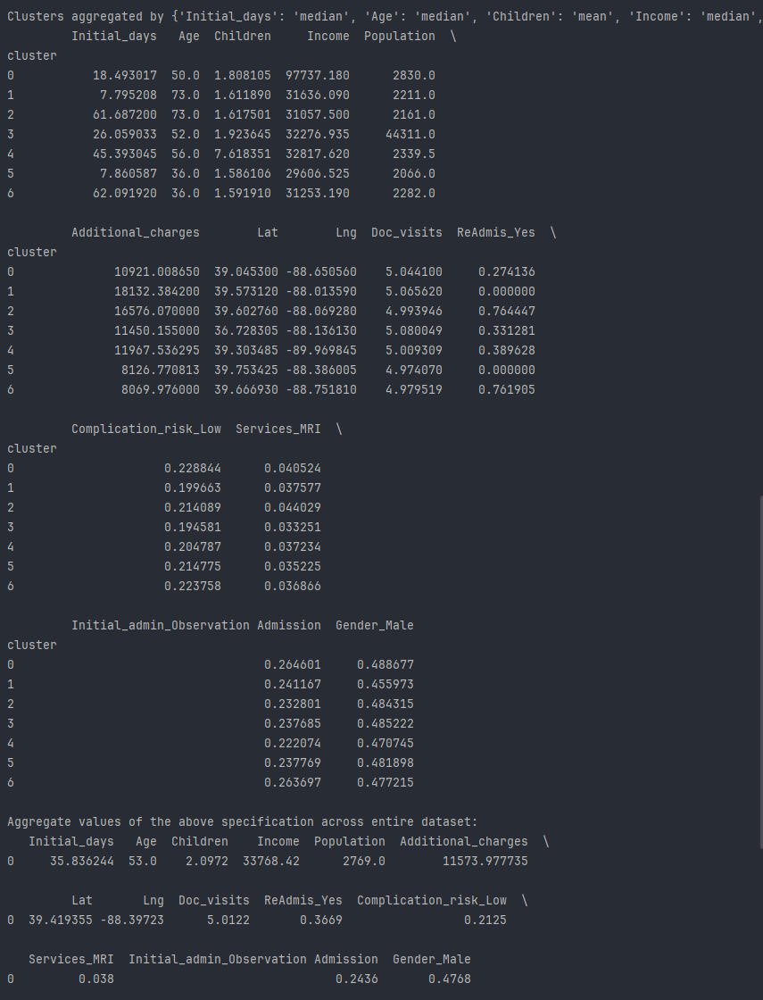 Clusters aggregated by {'Initial_days': 'median', 'Age': 'median', 'Children': 'mean', 'Income': 'median',
Initial_days Age Children Income Population \
cluster
0 18.493017 50.0 1.808105 97737.180 2830.0
1 7.795208 73.0 1.611890 31636.090 2211.0
2 61.687200 73.0 1.617501 31057.500 2161.0
3 26.059033 52.0 1.923645 32276.935 44311.0
4 45.393045 56.0 7.618351 32817.620 2339.5
5 7.860587 36.0 1.586106 29606.525 2066.0
6 62.091920 36.0 1.591910 31253.190 2282.0
Additional_charges Lat Lng Doc_visits ReAdmis_Yes \
cluster
0 10921.008650 39.045300 -88.650560 5.044100 0.274136
1 18132.384200 39.573120 -88.013590 5.065620 0.000000
2 16576.070000 39.602760 -88.069280 4.993946 0.764447
3 11450.155000 36.728305 -88.136130 5.080049 0.331281
4 11967.536295 39.303485 -89.969845 5.009309 0.389628
5 8126.770813 39.753425 -88.386005 4.974070 0.000000
6 8069.976000 39.666930 -88.751810 4.979519 0.761905
Complication_risk_Low Services_MRI \
cluster
0 0.228844 0.040524
1 0.199663 0.037577
2 0.214089 0.044029
3 0.194581 0.033251
4 0.204787 0.037234
5 0.214775 0.035225
6 0.223758 0.036866
Initial_admin_Observation Admission Gender_Male
cluster
0 0.264601 0.488677
1 0.241167 0.455973
2 0.232801 0.484315
3 0.237685 0.485222
4 0.222074 0.470745
5 0.237769 0.481898
6 0.263697 0.477215
Aggregate values of the above specification across entire dataset:
Initial_days Age Children Income Population Additional_charges \
0 35.836244 53.0 2.0972 33768.42 2769.0 11573.977735
Lat Lng Doc_visits ReAdmis_Yes Complication_risk_Low \
0 39.419355 -88.39723 5.0122 0.3669 0.2125
Services_MRI Initial_admin_Observation Admission Gender_Male
0 0.038 0.2436 0.4768